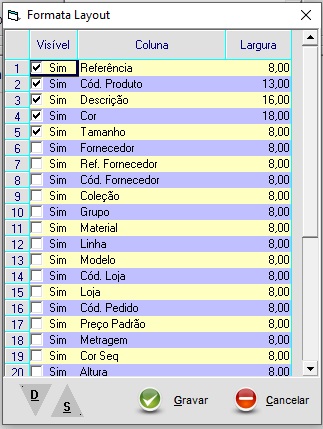 Formata Layout
Visível Coluna Largura
1 Sim Referência 8,00
2 Sim Cód. Produto 13,00
3 Sim Descrição 16,00
4 Sim Cor 18,00
5 Sim Tamanho 8,00
6 Sim Fornecedor 8,00
7 Sim Ref. Fornecedor 8,00
8 Sim Cód. Fornecedor 8,00
9 Sim Coleção 8,00
10 Sim Grupo 8,00
11 Sim Material 8,00
12 Sim Linha 8,00
13 Sim Modelo 8,00
14 Sim Cód. Loja 8,00
15 Sim Loja 8,00
16 Sim Cód. Pedido 8,00
17 Sim Preço Padrão 8,00
18 Sim Metragem 8,00
19 Sim Cor Seq 8,00
20 Sim Altura 8,00
D S Gravar Cancelar